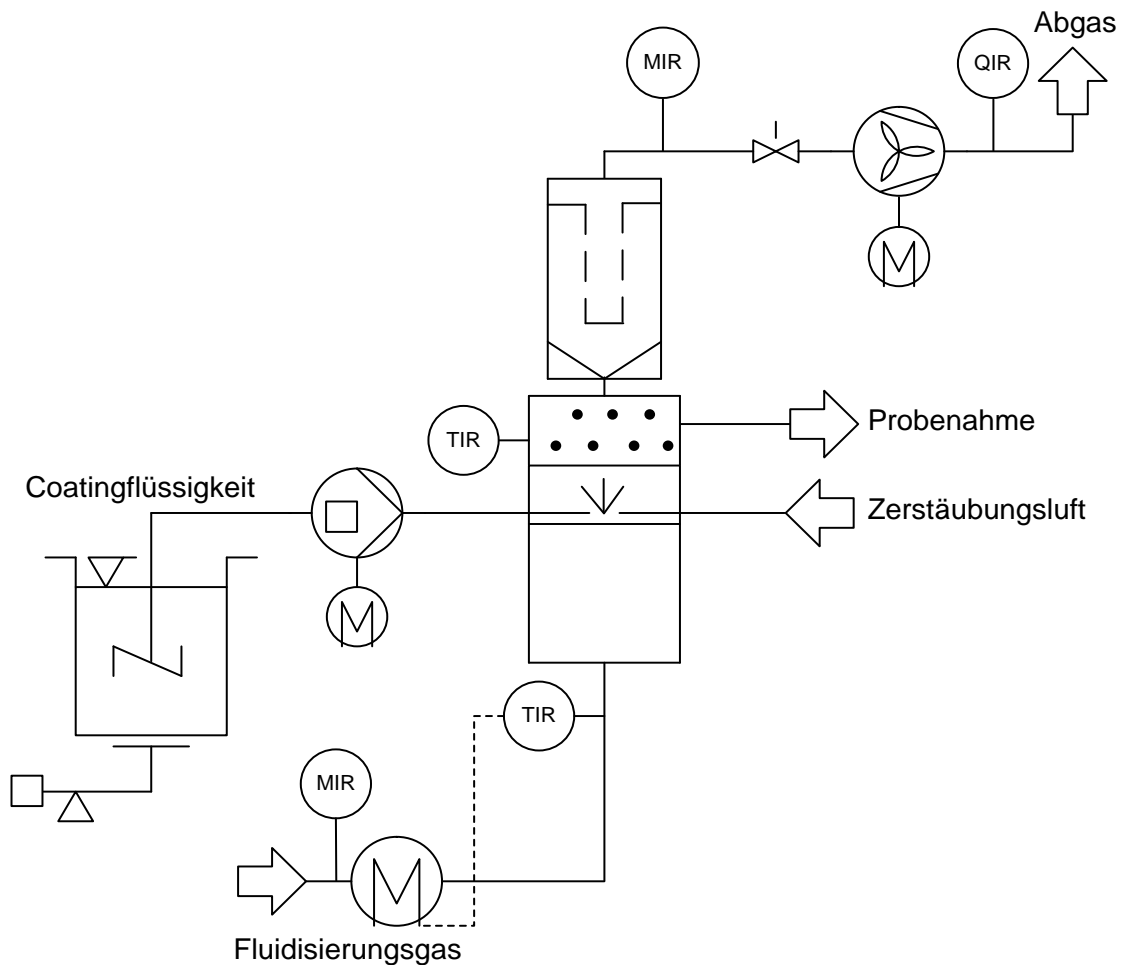 Abgas
MIR
QIR
TIR
Probenahme
Coatingflüssigkeit
Zerstäubungsluft
M
M
TIR
MIR
M
Fluidisierungsgas